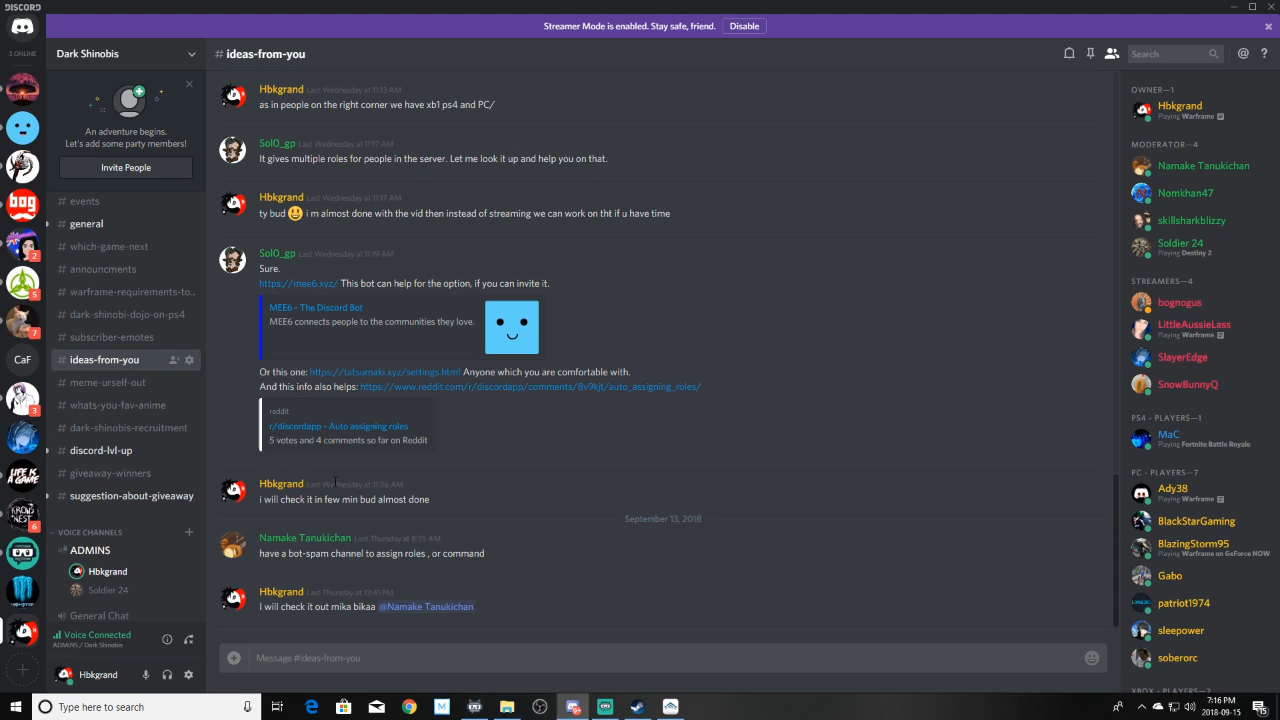 DISCORD
Streamer Mode is enabled. Stay safe, friend.
Disable
3 ONLINE
bog
2
5
7
CaF
3
LIFE IS A GAME
6
Dark Shinobis
An adventure begins.
Let's add some party members!
Invite People
# events
# general
# which-game-next
# announcments
# warframe-requirements-to...
# dark-shinobi-dojo-on-ps4
# subscriber-emotes
# ideas-from-you
# meme-urself-out
# whats-you-fav-anime
# dark-shinobis-recruitment
# discord-lvl-up
# giveaway-winners
# suggestion-about-giveaway
VOICE CHANNELS
ADMINS
Hbkgrand
Soldier 24
General Chat
Voice Connected
ADMINS / Dark Shinobis
Hbkgrand
# ideas-from-you
Search
Hbkgrand Last Wednesday at 11:13 AM
as in people on the right corner we have xb1 ps4 and PC/
Sol0_gp Last Wednesday at 11:17 AM
It gives multiple roles for people in the server. Let me look it up and help you on that.
Hbkgrand Last Wednesday at 11:17 AM
ty bud i m almost done with the vid then instead of streaming we can work on tht if u have time
Sol0_gp Last Wednesday at 11:19 AM
Sure.
https://mee6.xyz/ This bot can help for the option, if you can invite it.
MEE6 - The Discord Bot
MEE6 connects people to the communities they love.
Or this one: https://tatsumaki.xyz/settings.html Anyone which you are comfortable with.
And this info also helps: https://www.reddit.com/r/discordapp/comments/8v9kjt/auto_assigning_roles/
reddit
r/discordapp - Auto assigning roles
5 votes and 4 comments so far on Reddit
Hbkgrand Last Wednesday at 11:26 AM
i will check it in few min bud almost done
September 13, 2018
Namake Tanukichan Last Thursday at 8:35 AM
have a bot-spam channel to assign roles , or command
Hbkgrand Last Thursday at 12:41 PM
I will check it out mika bikaa @Namake Tanukichan
Message #ideas-from-you
OWNER—1
Hbkgrand
Playing Warframe
MODERATOR—4
Namake Tanukichan
Nomkhan47
skillsharkblizzy
Soldier 24
Playing Destiny 2
STREAMERS—4
bognogus
LittleAussieLass
Playing Warframe
SlayerEdge
SnowBunnyQ
PS4 - PLAYERS—1
MaC
Playing Fortnite Battle Royale
PC - PLAYERS—7
Ady38
Playing Warframe
BlackStarGaming
BlazingStorm95
Playing Warframe on GeForce NOW
Gabo
patriot1974
sleepower
soberorc
XBOX - PLAYERS—
Type here to search
7:16 PM
2018-09-15
15